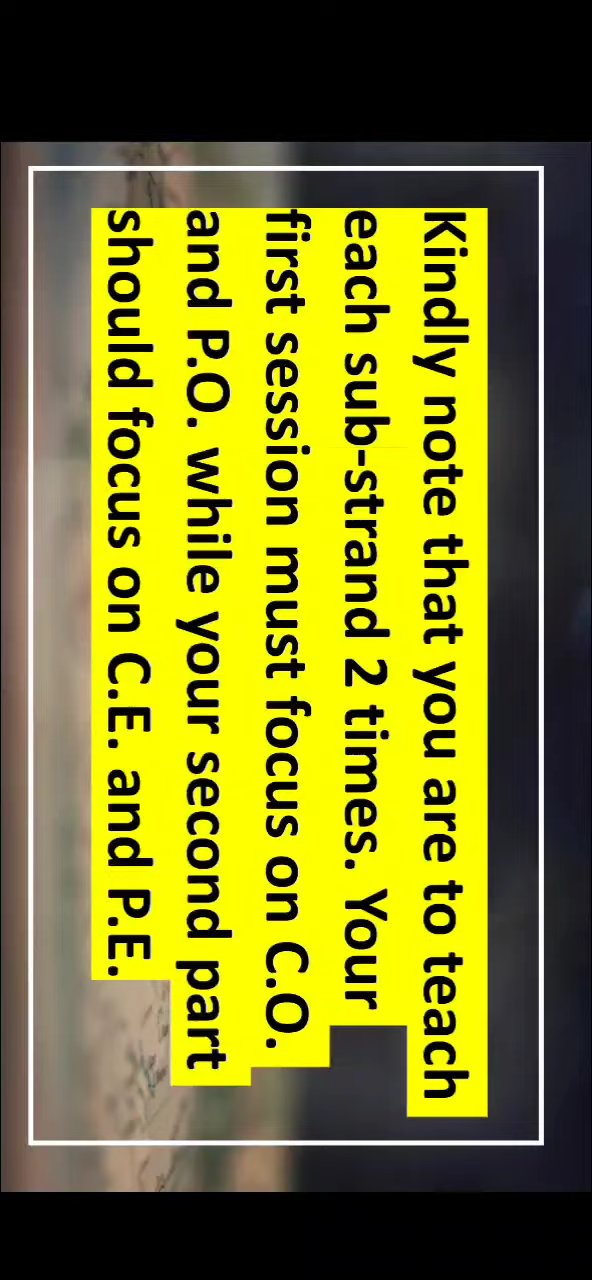 Kindly note that you are to teach
each sub-strand 2 times. Your
first session must focus on C.O.
and P.O. while your second part
should focus on C.E. and P.E.